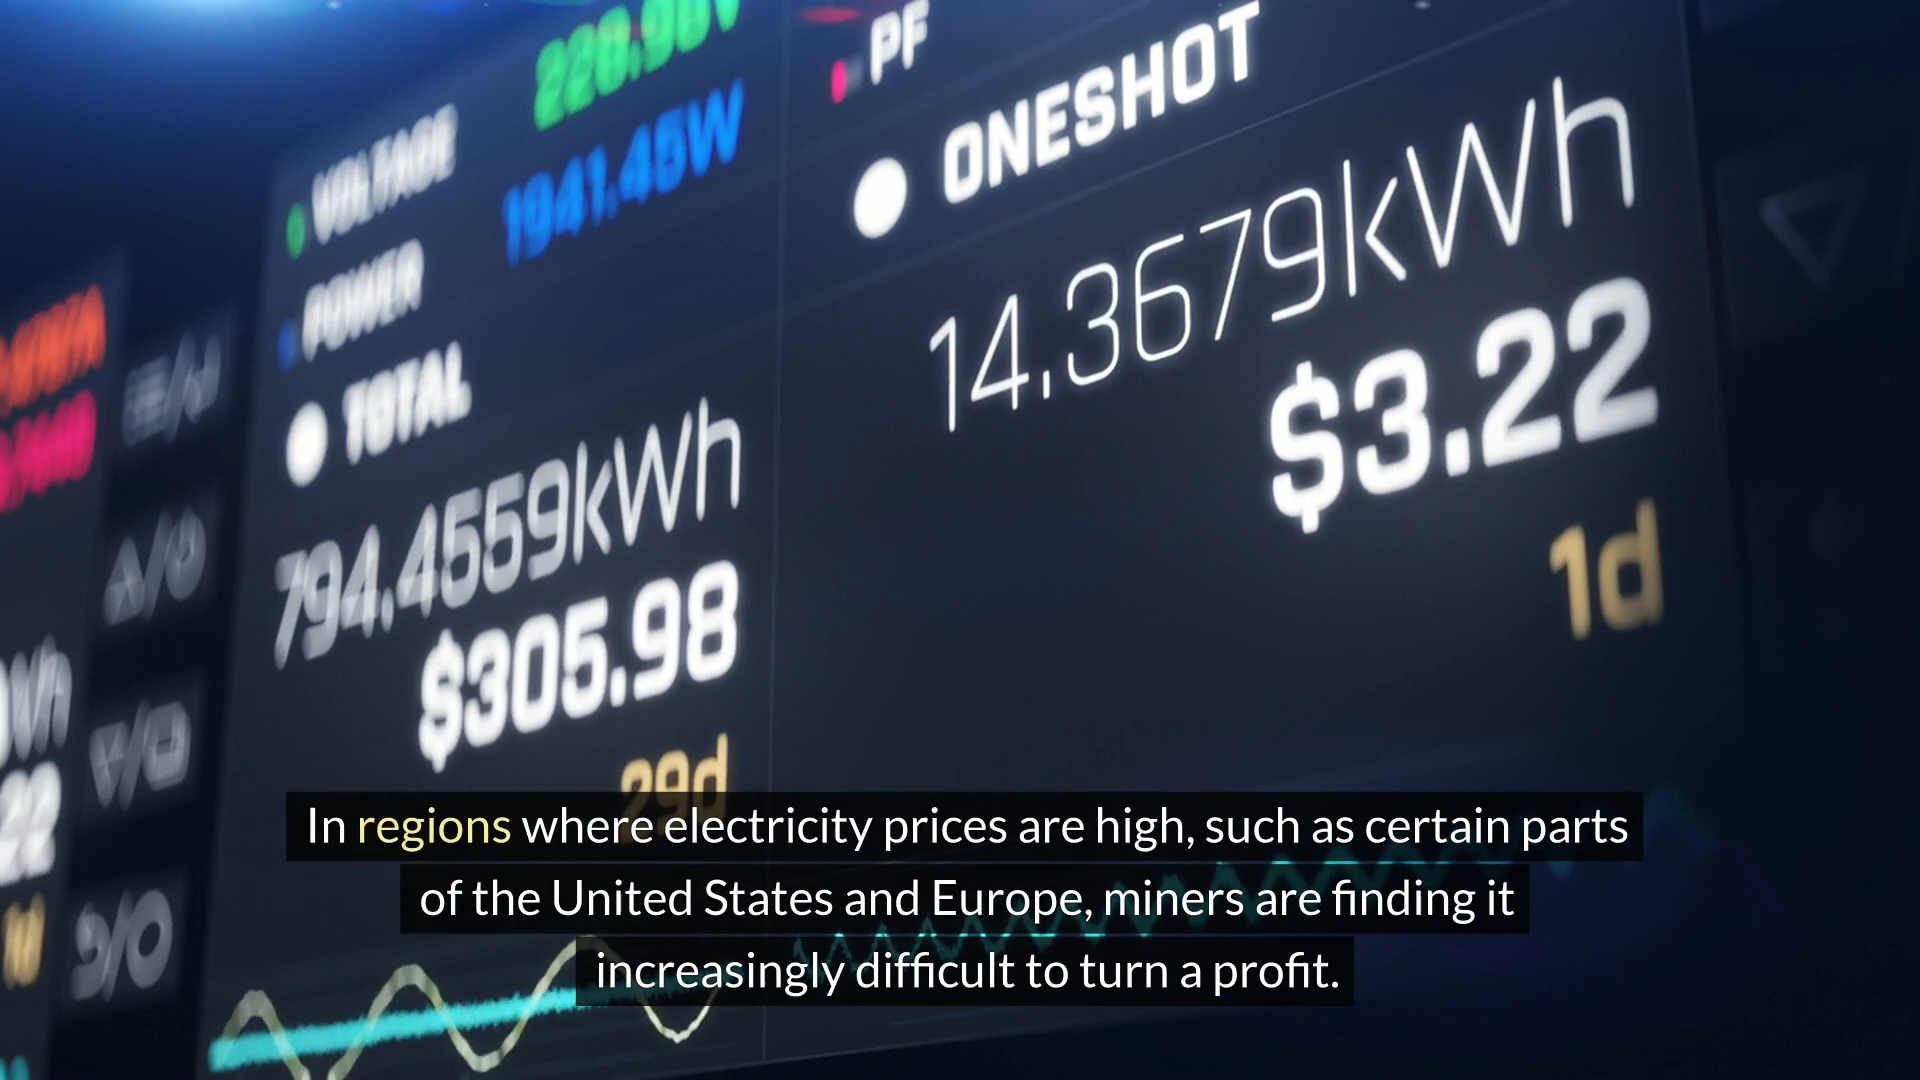 VOLTAGE
POWER
1941.45W
TOTAL
$305.98
29d
PF
ONESHOT
14.3679kWh
$3.22
1d
22
1d
In regions where electricity prices are high, such as certain parts
of the United States and Europe, miners are finding it
increasingly difficult to turn a profit.